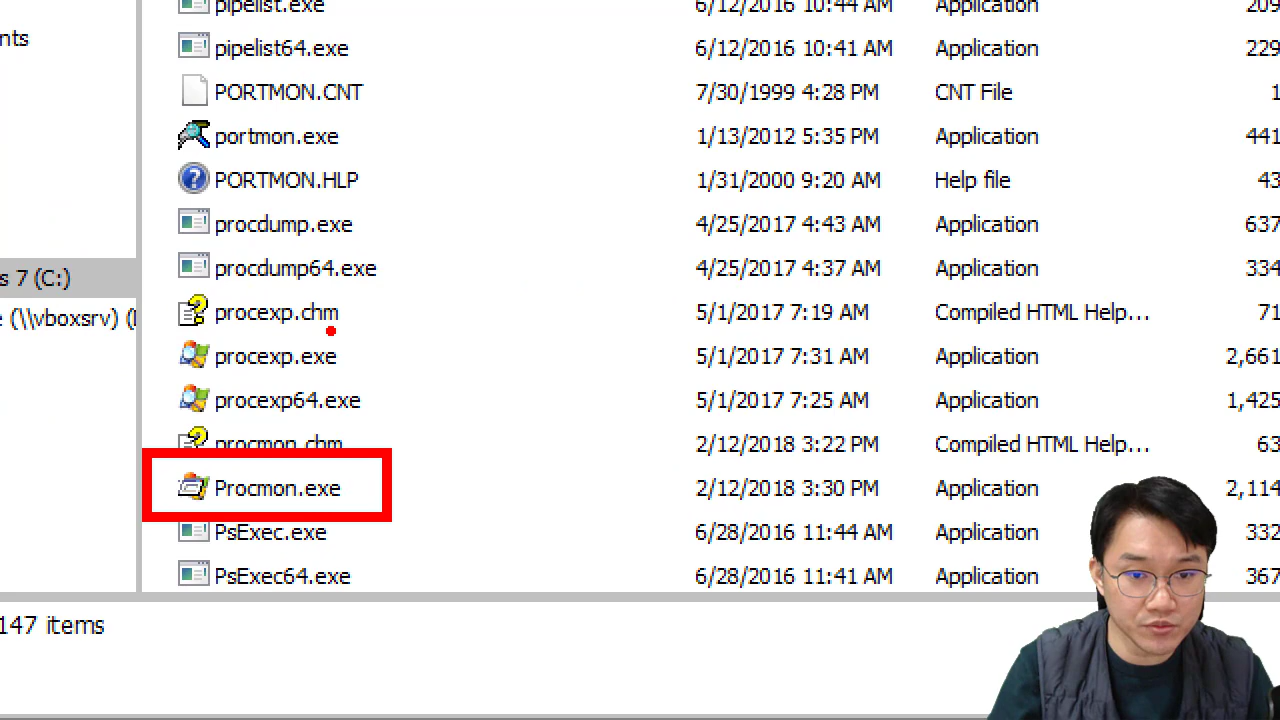 pipelist.exe 6/12/2016 10:44 AM Application 209
nts
pipelist64.exe 6/12/2016 10:41 AM Application 229
PORTMON.CNT 7/30/1999 4:28 PM CNT File 1
portmon.exe 1/13/2012 5:35 PM Application 441
PORTMON.HLP 1/31/2000 9:20 AM Help file 43
procdump.exe 4/25/2017 4:43 AM Application 637
s 7 (C:)
procdump64.exe 4/25/2017 4:37 AM Application 334
e (\\vboxsrv) (
procexp.chm 5/1/2017 7:19 AM Compiled HTML Help... 71
procexp.exe 5/1/2017 7:31 AM Application 2,661
procexp64.exe 5/1/2017 7:25 AM Application 1,425
procmon.chm 2/12/2018 3:22 PM Compiled HTML Help... 63
Procmon.exe 2/12/2018 3:30 PM Application 2,114
PsExec.exe 6/28/2016 11:44 AM Application 332
PsExec64.exe 6/28/2016 11:41 AM Application 367
147 items